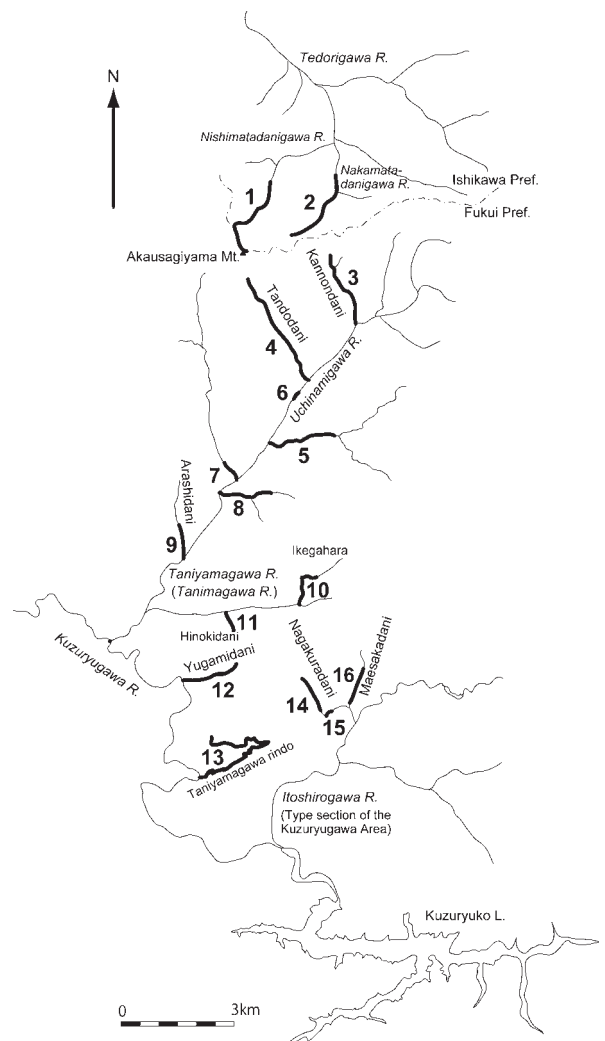 Tedorigawa R.
N
Nishimatadanigawa R.
Nakamata-
danigawa R.
Ishikawa Pref.
Fukui Pref.
1
2
Akausagiyama Mt.
Kannondani
3
Tandodani
4
Uchinamigawa R.
6
5
7
8
Arashidani
9
Ikegahara
Taniyamagawa R.
(Tanimagawa R.)
10
11
Hinokidani
Kuzuryugawa R.
Yugamidani
12
Nagakuradani
Maesakadani
16
14
15
13
Taniyamagawa rindo
Itoshirogawa R.
(Type section of the
Kuzuryugawa Area)
Kuzuryuko L.
0
3km